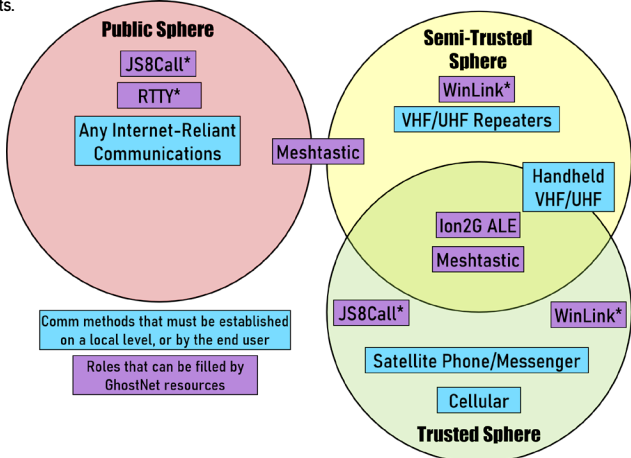 ts.
Public Sphere
JS8Call*
RTTY*
Any Internet-Reliant
Communications
Meshtastic
Semi-Trusted
Sphere
WinLink*
VHF/UHF Repeaters
Handheld
VHF/UHF
Ion2G ALE
Meshtastic
JS8Call*
WinLink*
Satellite Phone/Messenger
Cellular
Trusted Sphere
Comm methods that must be established
on a local level, or by the end user
Roles that can be filled by
GhostNet resources